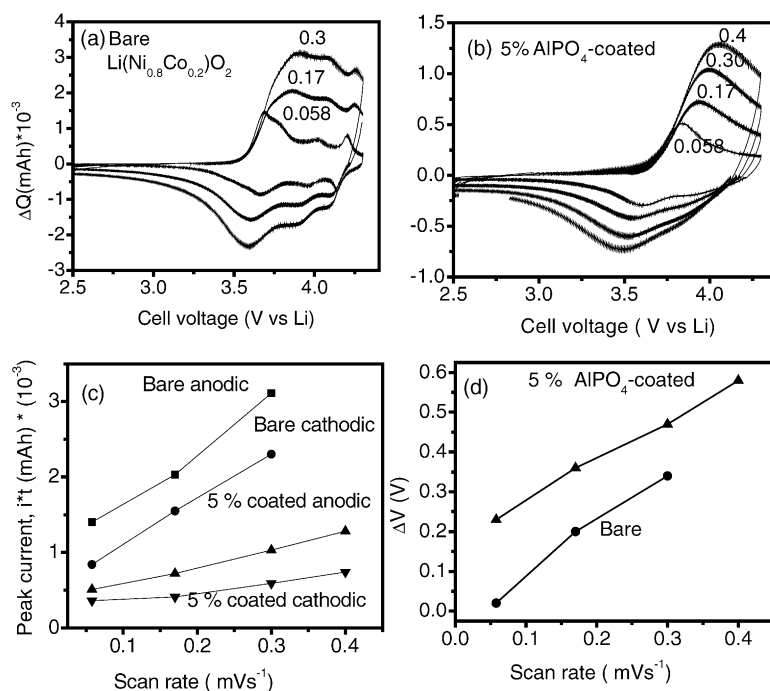 (a) Bare
Li(Ni0.8Co0.2)O2
0.3
0.17
0.058
3
2
1
0
-1
-2
-3
ΔQ(mAh)*10-3
2.5 3.0 3.5 4.0
Cell voltage (V vs Li)
(b) 5% AlPO4-coated
0.4
0.30
0.17
0.058
1.5
1.0
0.5
0.0
-0.5
-1.0
2.5 3.0 3.5 4.0
Cell voltage ( V vs Li)
(c)
Bare anodic
Bare cathodic
5 % coated anodic
5 % coated cathodic
3
2
1
0
Peak current, i*t (mAh) * (10-3)
0.1 0.2 0.3 0.4
Scan rate ( mVs-1)
(d) 5 % AlPO4-coated
Bare
0.6
0.5
0.4
0.3
0.2
0.1
0.0
ΔV (V)
0.0 0.1 0.2 0.3 0.4
Scan rate ( mVs-1)